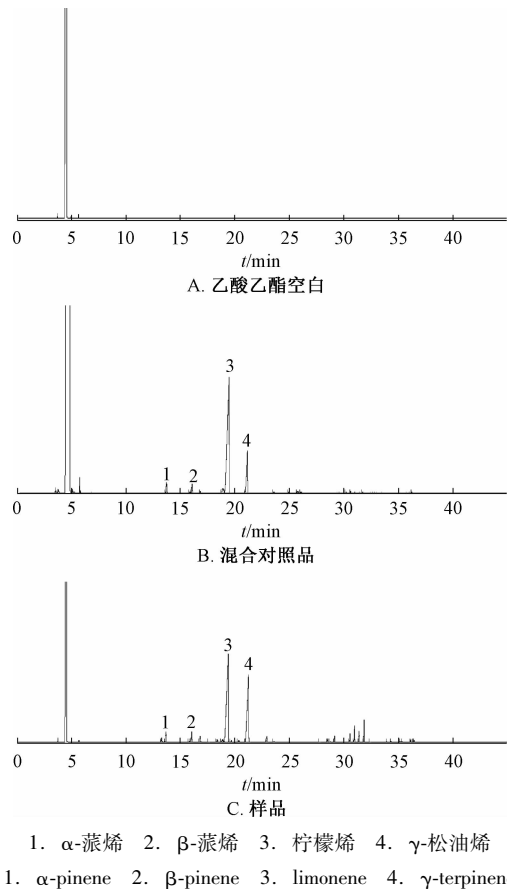 0 5 10 15 20 25 30 35 40
t/min
A. 乙酸乙酯空白
3
4
1 2
0 5 10 15 20 25 30 35 40
t/min
B. 混合对照品
3
4
1 2
0 5 10 15 20 25 30 35 40
t/min
C. 样品
1. α-蒎烯 2. β-蒎烯 3. 柠檬烯 4. γ-松油烯
1. α-pinene 2. β-pinene 3. limonene 4. γ-terpinen